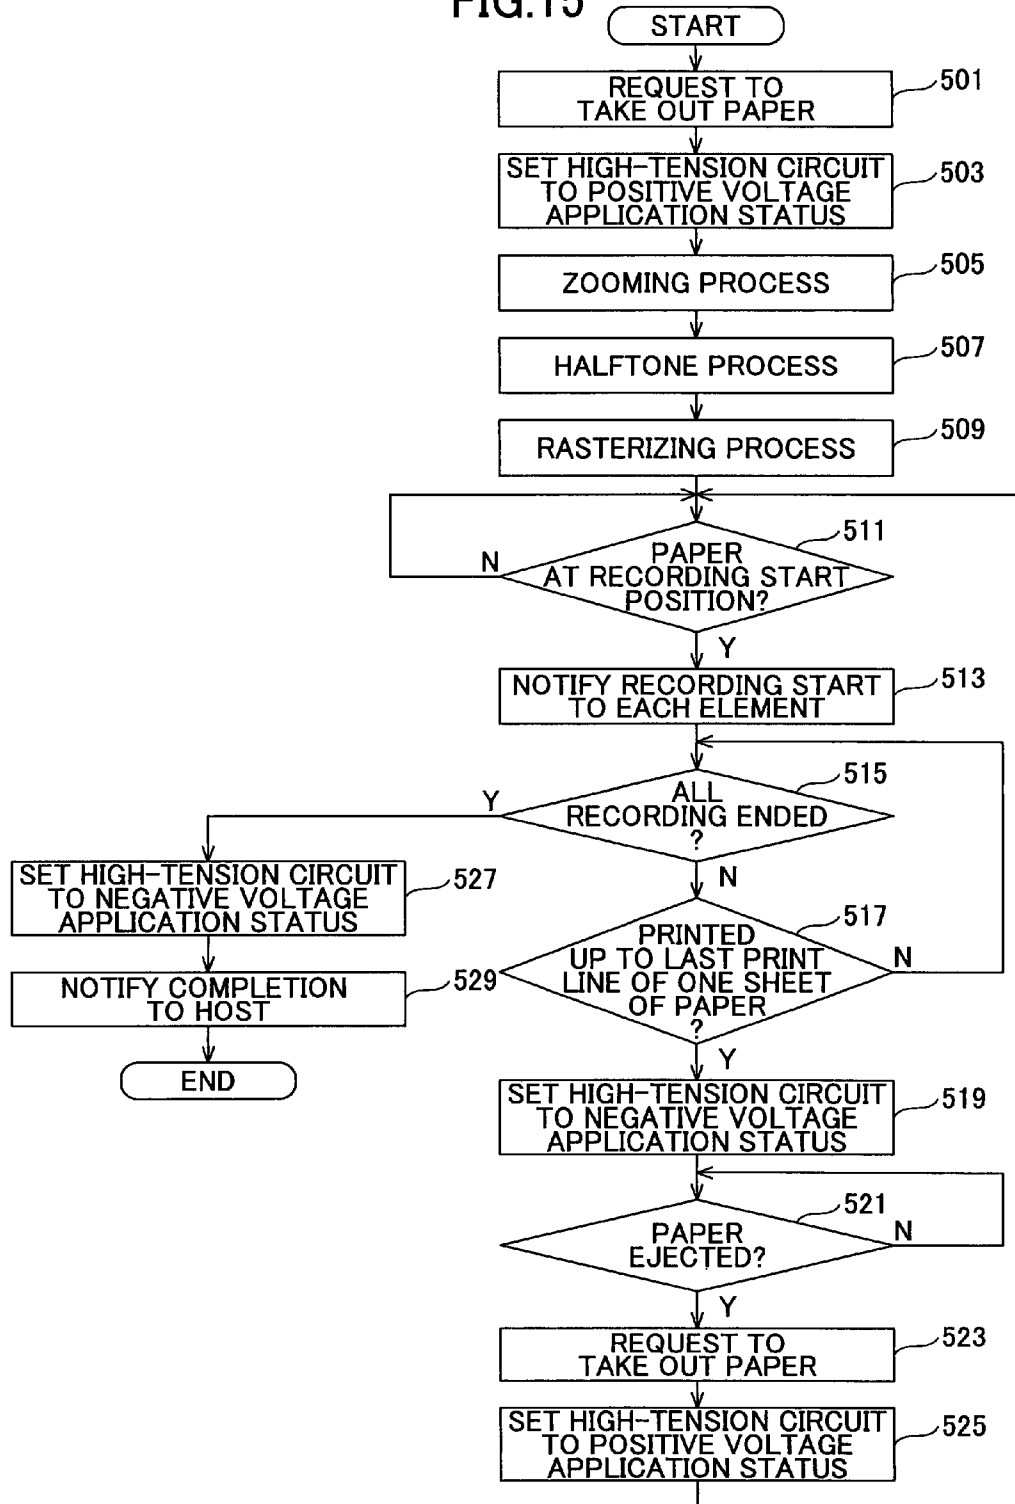 FIG.15
START
REQUEST TO
TAKE OUT PAPER
501
SET HIGH-TENSION CIRCUIT
TO POSITIVE VOLTAGE
APPLICATION STATUS
503
ZOOMING PROCESS
505
HALFTONE PROCESS
507
RASTERIZING PROCESS
509
PAPER
AT RECORDING START
POSITION?
511
N
Y
NOTIFY RECORDING START
TO EACH ELEMENT
513
ALL
RECORDING ENDED
?
515
Y
N
SET HIGH-TENSION CIRCUIT
TO NEGATIVE VOLTAGE
APPLICATION STATUS
527
NOTIFY COMPLETION
TO HOST
529
END
PRINTED
UP TO LAST PRINT
LINE OF ONE SHEET
OF PAPER
?
517
N
Y
SET HIGH-TENSION CIRCUIT
TO NEGATIVE VOLTAGE
APPLICATION STATUS
519
PAPER
EJECTED?
521
N
Y
REQUEST TO
TAKE OUT PAPER
523
SET HIGH-TENSION CIRCUIT
TO POSITIVE VOLTAGE
APPLICATION STATUS
525